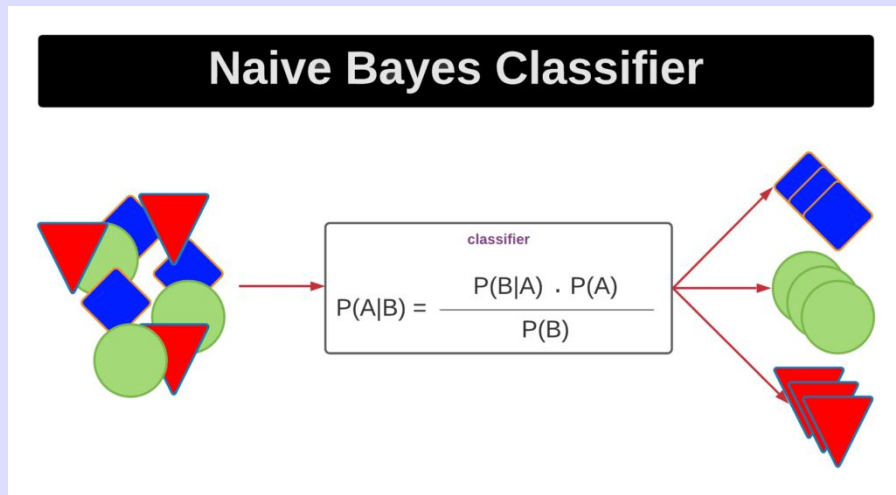 Naive Bayes Classifier
classifier
P(B|A) . P(A)
P(A|B) =
P(B)